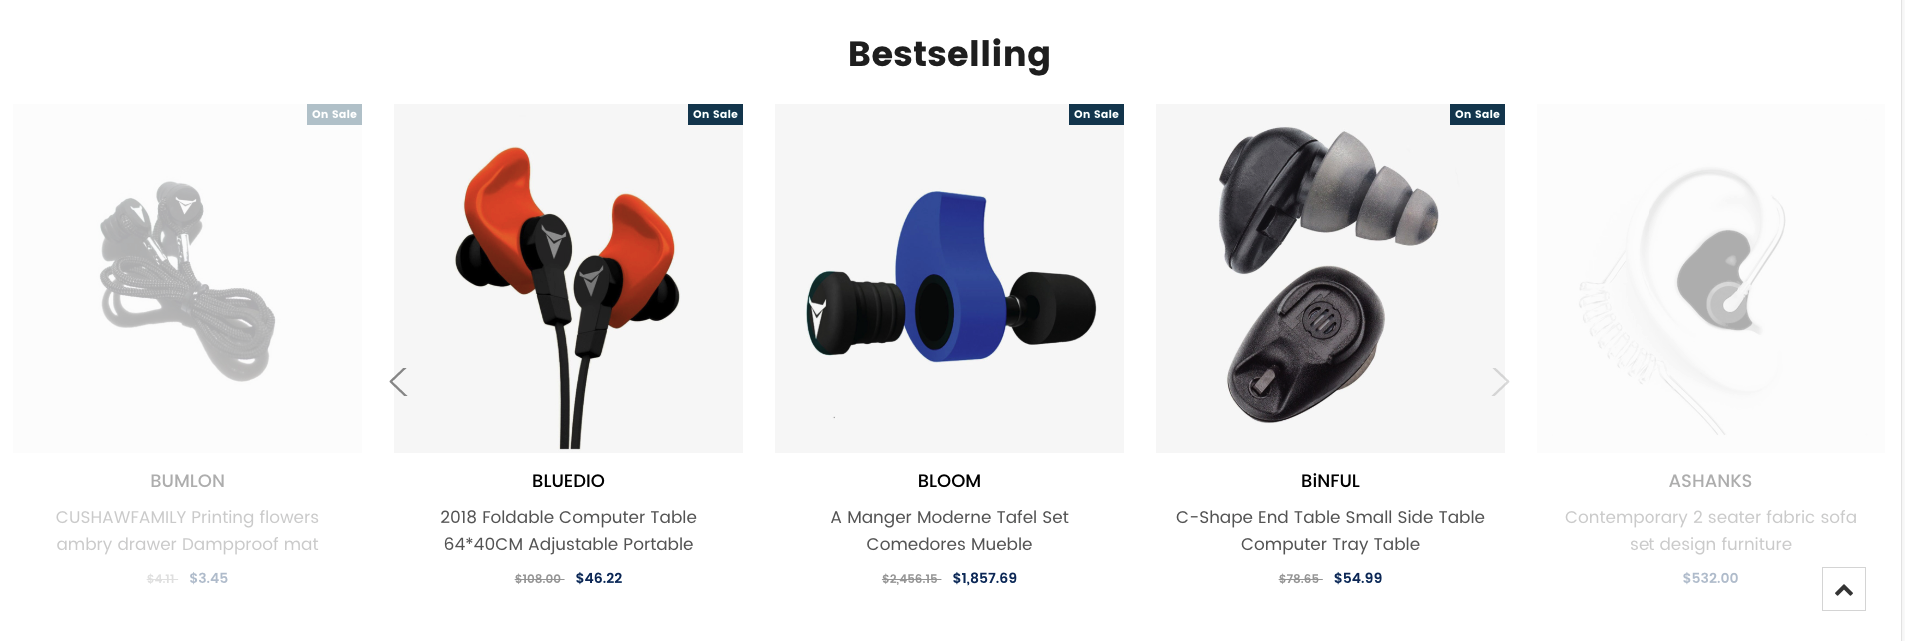 Bestselling
On Sale
On Sale
On Sale
On Sale
BUMLON
CUSHAWFAMILY Printing flowers
ambry drawer Dampproof mat
$4.11 $3.45
BLUEDIO
2018 Foldable Computer Table
64*40CM Adjustable Portable
$108.00 $46.22
BLOOM
A Manger Moderne Tafel Set
Comedores Mueble
$2,456.15 $1,857.69
BiNFUL
C-Shape End Table Small Side Table
Computer Tray Table
$78.65 $54.99
ASHANKS
Contemporary 2 seater fabric sofa
set design furniture
$532.00